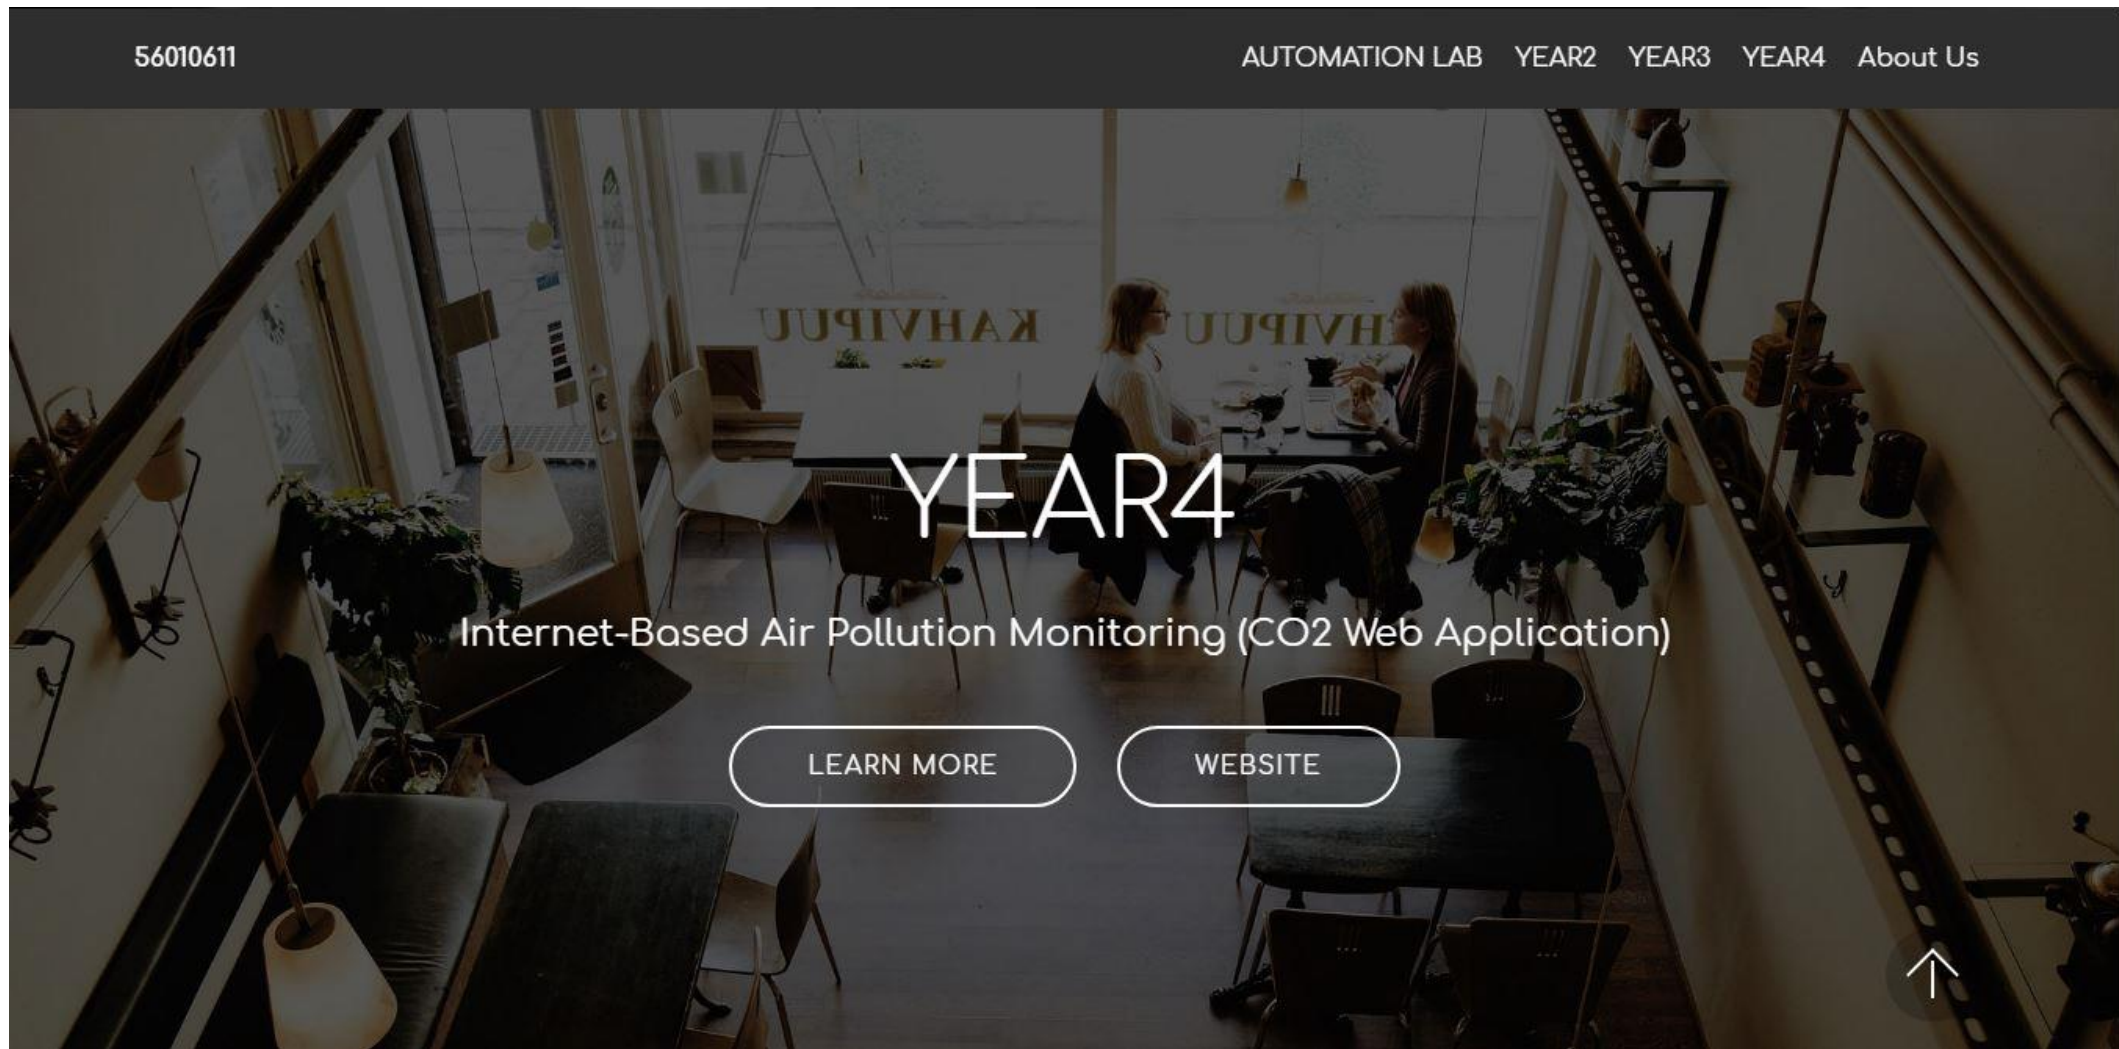 56010611 AUTOMATION LAB YEAR2 YEAR3 YEAR4 About Us
KAHVIPUU HVIPUU
YEAR4
Internet-Based Air Pollution Monitoring (CO2 Web Application)
LEARN MORE WEBSITE